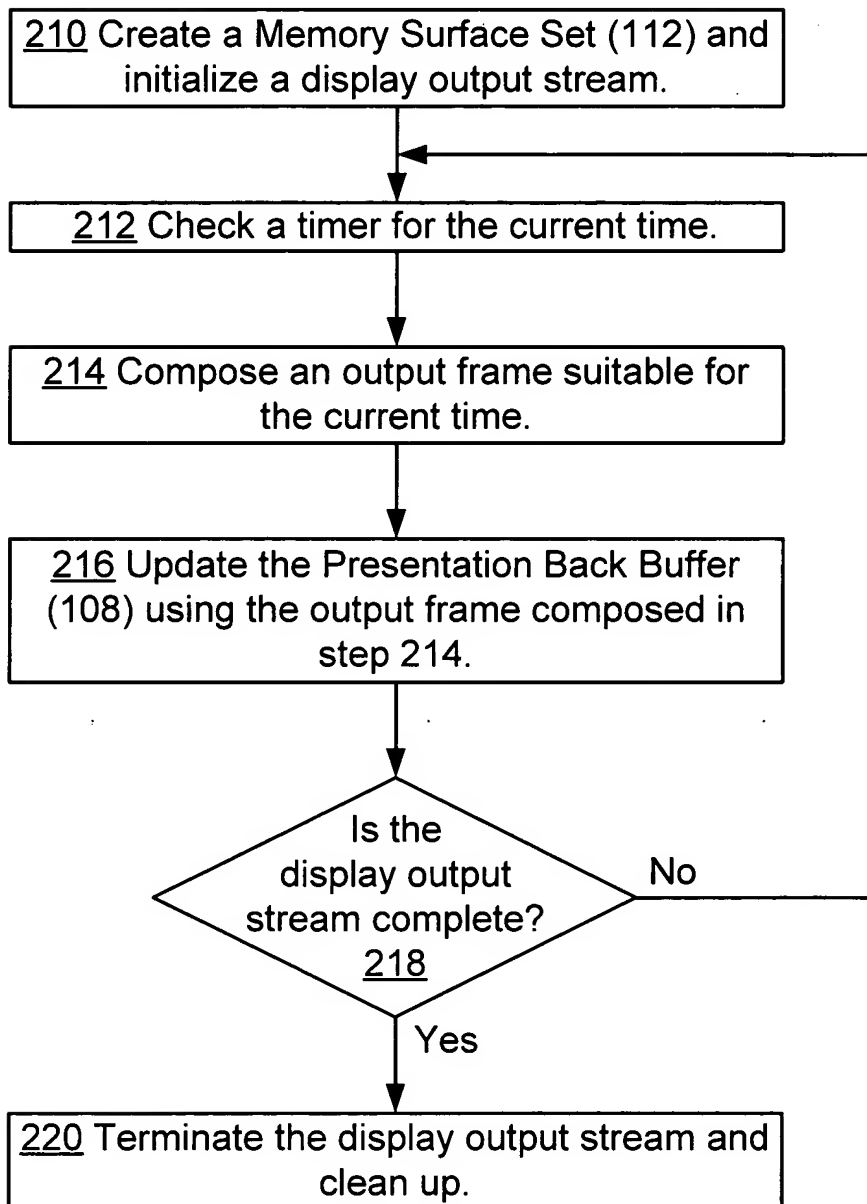 210 Create a Memory Surface Set (112) and
initialize a display output stream.
212 Check a timer for the current time.
214 Compose an output frame suitable for
the current time.
216 Update the Presentation Back Buffer
(108) using the output frame composed in
step 214.
Is the
display output
stream complete?
218
No
Yes
220 Terminate the display output stream and
clean up.